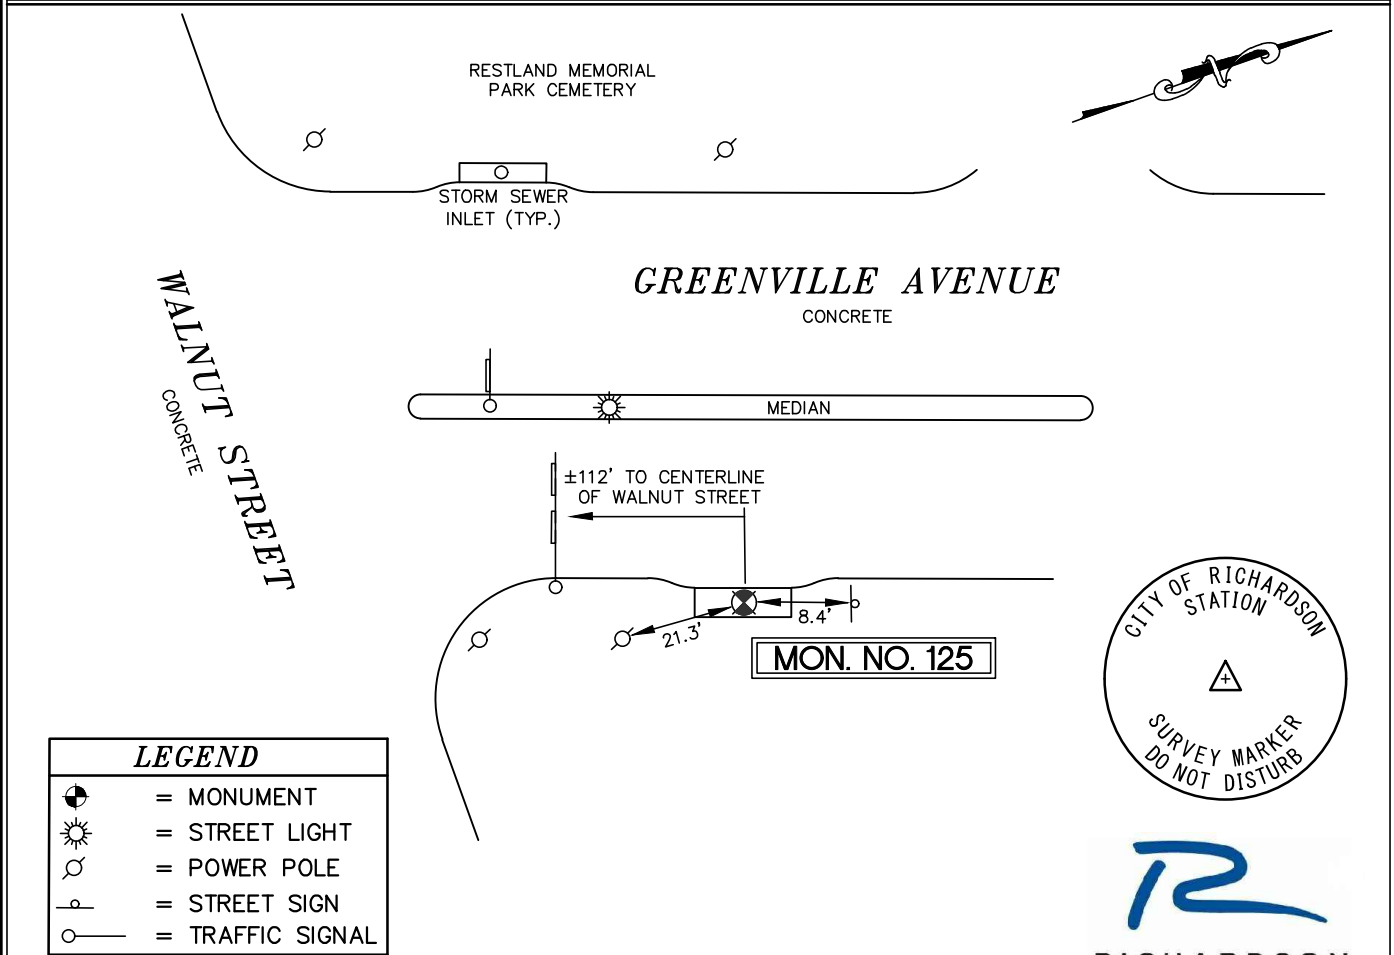 RESTLAND MEMORIAL
PARK CEMETERY
N
STORM SEWER
INLET (TYP.)
GREENVILLE AVENUE
CONCRETE
WALNUT STREET
CONCRETE
MEDIAN
±112' TO CENTERLINE
OF WALNUT STREET
21.3'
8.4'
MON. NO. 125
CITY OF RICHARDSON
STATION
SURVEY MARKER
DO NOT DISTURB
LEGEND
= MONUMENT
= STREET LIGHT
= POWER POLE
= STREET SIGN
= TRAFFIC SIGNAL
R
RICHARDSON